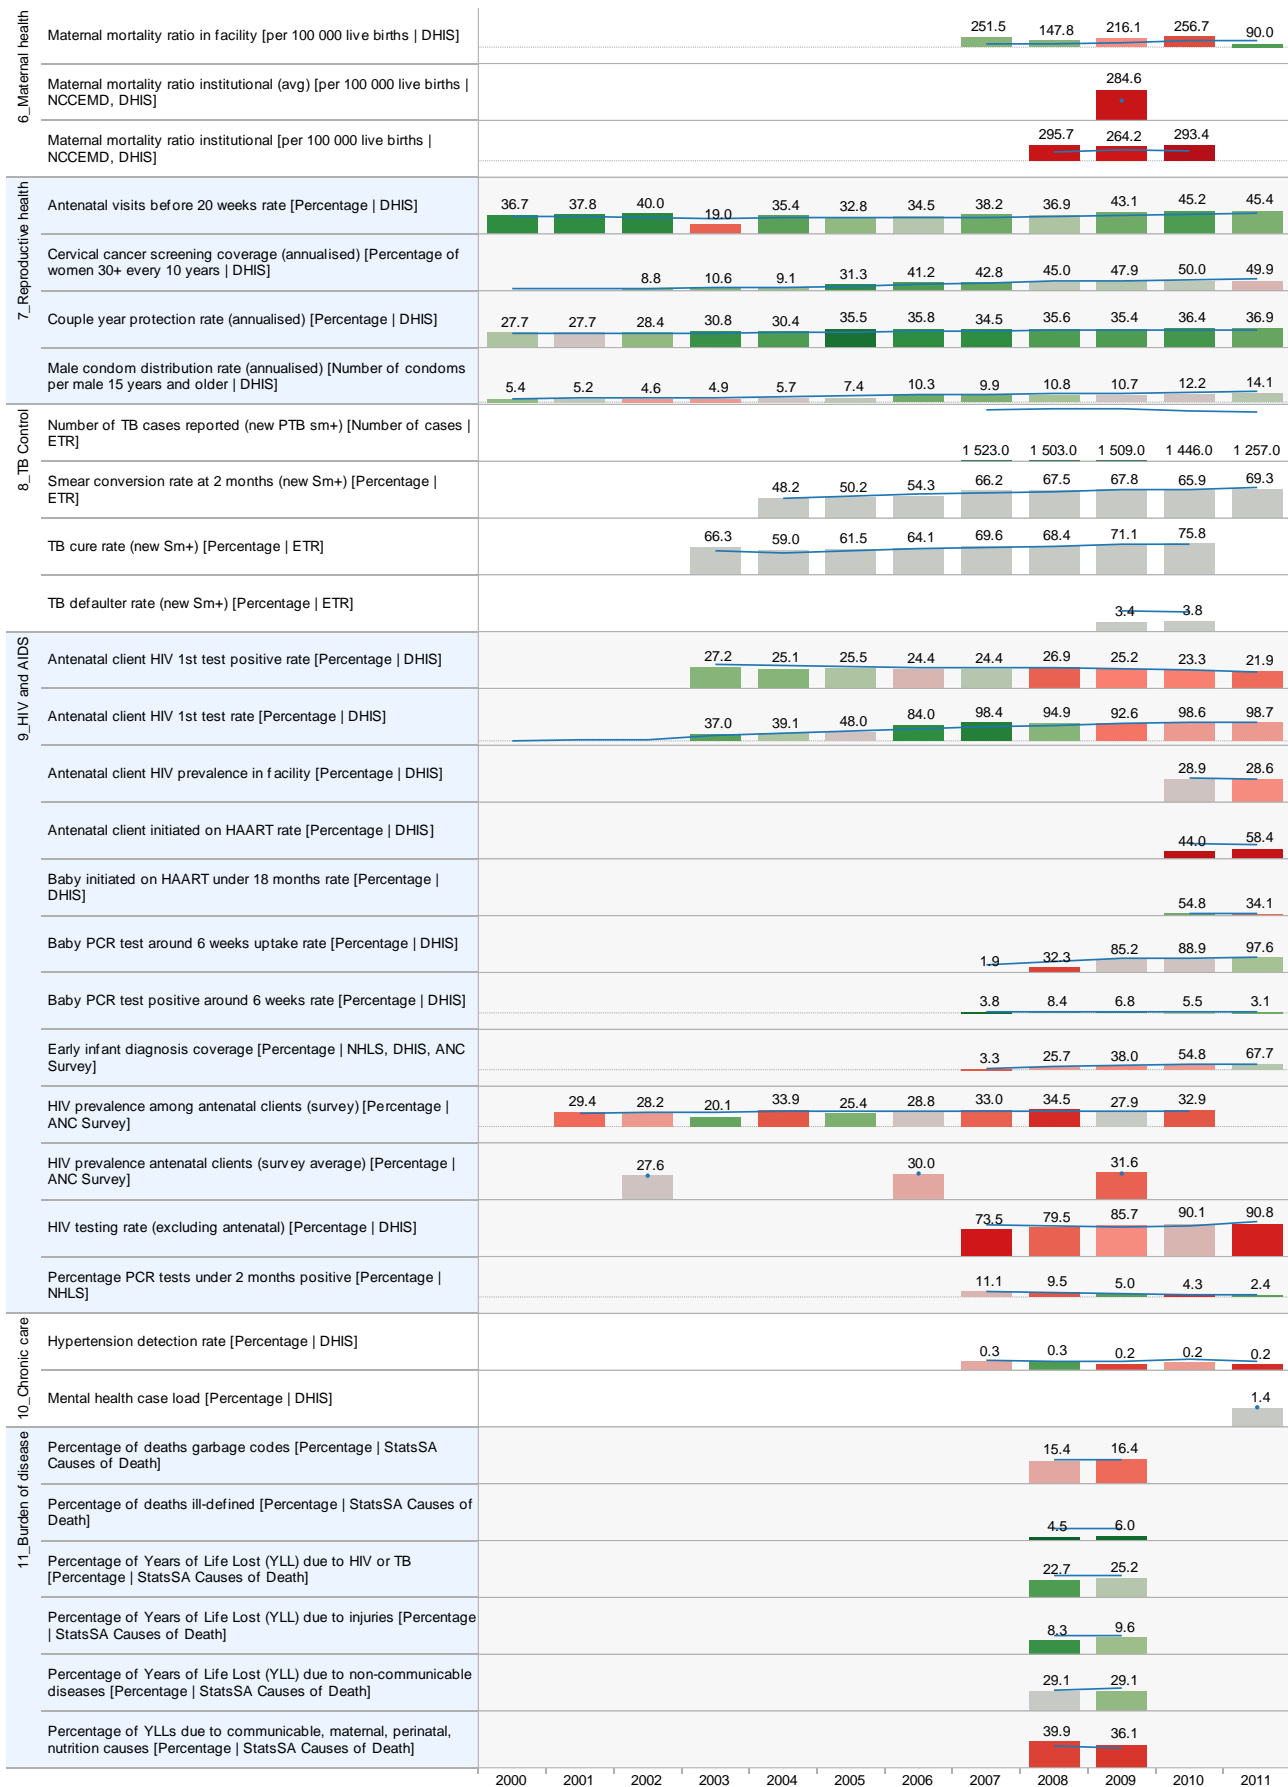 6_Maternal health
Maternal mortality ratio in facility [per 100 000 live births | DHIS]
251.5 147.8 216.1 256.7 90.0
Maternal mortality ratio institutional (avg) [per 100 000 live births |
NCCEMD, DHIS]
284.6
Maternal mortality ratio institutional [per 100 000 live births |
NCCEMD, DHIS]
295.7 264.2 293.4
7_Reproductive health
Antenatal visits before 20 weeks rate [Percentage | DHIS]
36.7 37.8 40.0 19.0 35.4 32.8 34.5 38.2 36.9 43.1 45.2 45.4
Cervical cancer screening coverage (annualised) [Percentage of
women 30+ every 10 years | DHIS]
8.8 10.6 9.1 31.3 41.2 42.8 45.0 47.9 50.0 49.9
Couple year protection rate (annualised) [Percentage | DHIS]
27.7 27.7 28.4 30.8 30.4 35.5 35.8 34.5 35.6 35.4 36.4 36.9
Male condom distribution rate (annualised) [Number of condoms
per male 15 years and older | DHIS]
5.4 5.2 4.6 4.9 5.7 7.4 10.3 9.9 10.8 10.7 12.2 14.1
8_TB Control
Number of TB cases reported (new PTB sm+) [Number of cases |
ETR]
1 523.0 1 503.0 1 509.0 1 446.0 1 257.0
Smear conversion rate at 2 months (new Sm+) [Percentage |
ETR]
48.2 50.2 54.3 66.2 67.5 67.8 65.9 69.3
TB cure rate (new Sm+) [Percentage | ETR]
66.3 59.0 61.5 64.1 69.6 68.4 71.1 75.8
TB defaulter rate (new Sm+) [Percentage | ETR]
3.4 3.8
9_HIV and AIDS
Antenatal client HIV 1st test positive rate [Percentage | DHIS]
27.2 25.1 25.5 24.4 24.4 26.9 25.2 23.3 21.9
Antenatal client HIV 1st test rate [Percentage | DHIS]
37.0 39.1 48.0 84.0 98.4 94.9 92.6 98.6 98.7
Antenatal client HIV prevalence in facility [Percentage | DHIS]
28.9 28.6
Antenatal client initiated on HAART rate [Percentage | DHIS]
44.0 58.4
Baby initiated on HAART under 18 months rate [Percentage |
DHIS]
54.8 34.1
Baby PCR test around 6 weeks uptake rate [Percentage | DHIS]
1.9 32.3 85.2 88.9 97.6
Baby PCR test positive around 6 weeks rate [Percentage | DHIS]
3.8 8.4 6.8 5.5 3.1
Early infant diagnosis coverage [Percentage | NHLS, DHIS, ANC
Survey]
3.3 25.7 38.0 54.8 67.7
HIV prevalence among antenatal clients (survey) [Percentage |
ANC Survey]
29.4 28.2 20.1 33.9 25.4 28.8 33.0 34.5 27.9 32.9
HIV prevalence antenatal clients (survey average) [Percentage |
ANC Survey]
27.6 30.0 31.6
HIV testing rate (excluding antenatal) [Percentage | DHIS]
73.5 79.5 85.7 90.1 90.8
Percentage PCR tests under 2 months positive [Percentage |
NHLS]
11.1 9.5 5.0 4.3 2.4
10_Chronic care
Hypertension detection rate [Percentage | DHIS]
0.3 0.3 0.2 0.2 0.2
Mental health case load [Percentage | DHIS]
1.4
11_Burden of disease
Percentage of deaths garbage codes [Percentage | StatsSA
Causes of Death]
15.4 16.4
Percentage of deaths ill-defined [Percentage | StatsSA Causes of
Death]
4.5 6.0
Percentage of Years of Life Lost (YLL) due to HIV or TB
[Percentage | StatsSA Causes of Death]
22.7 25.2
Percentage of Years of Life Lost (YLL) due to injuries [Percentage
| StatsSA Causes of Death]
8.3 9.6
Percentage of Years of Life Lost (YLL) due to non-communicable
diseases [Percentage | StatsSA Causes of Death]
29.1 29.1
Percentage of YLLs due to communicable, maternal, perinatal,
nutrition causes [Percentage | StatsSA Causes of Death]
39.9 36.1
2000 2001 2002 2003 2004 2005 2006 2007 2008 2009 2010 2011